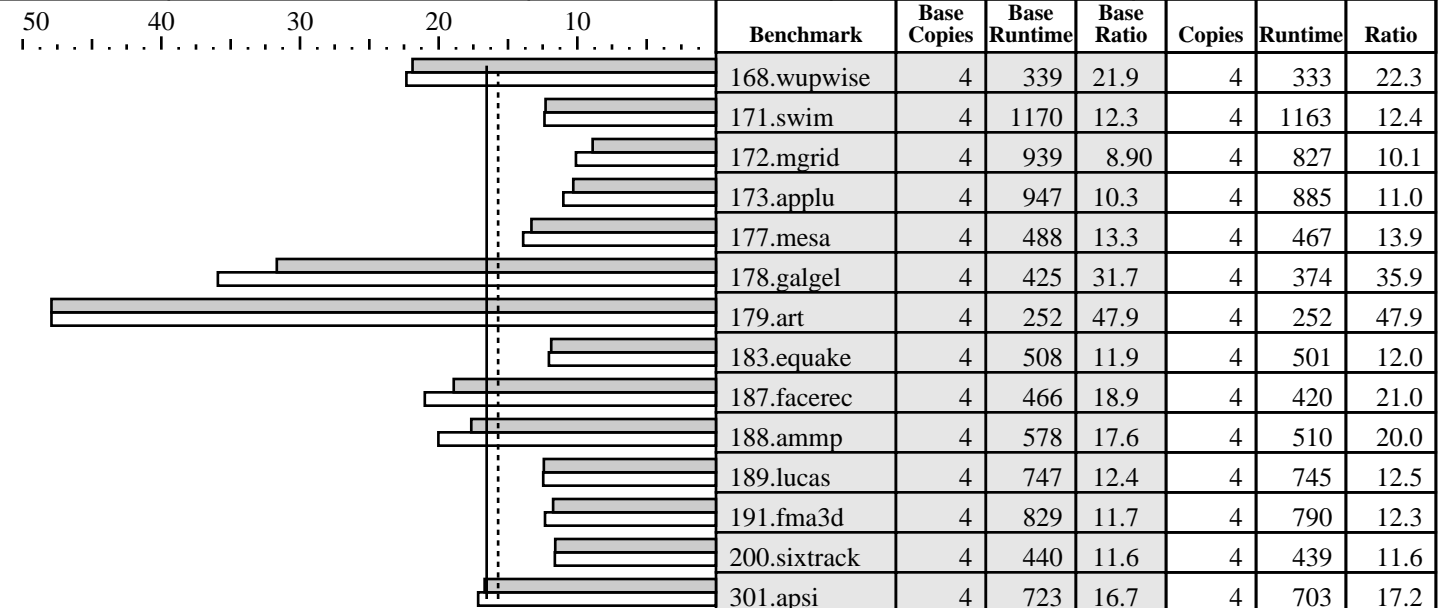 50 40 30 20 10
Benchmark Base Copies Base Runtime Base Ratio Copies Runtime Ratio
168.wupwise 4 339 21.9 4 333 22.3
171.swim 4 1170 12.3 4 1163 12.4
172.mgrid 4 939 8.90 4 827 10.1
173.applu 4 947 10.3 4 885 11.0
177.mesa 4 488 13.3 4 467 13.9
178.galgel 4 425 31.7 4 374 35.9
179.art 4 252 47.9 4 252 47.9
183.equake 4 508 11.9 4 501 12.0
187.facerec 4 466 18.9 4 420 21.0
188.ammp 4 578 17.6 4 510 20.0
189.lucas 4 747 12.4 4 745 12.5
191.fma3d 4 829 11.7 4 790 12.3
200.sixtrack 4 440 11.6 4 439 11.6
301.apsi 4 723 16.7 4 703 17.2